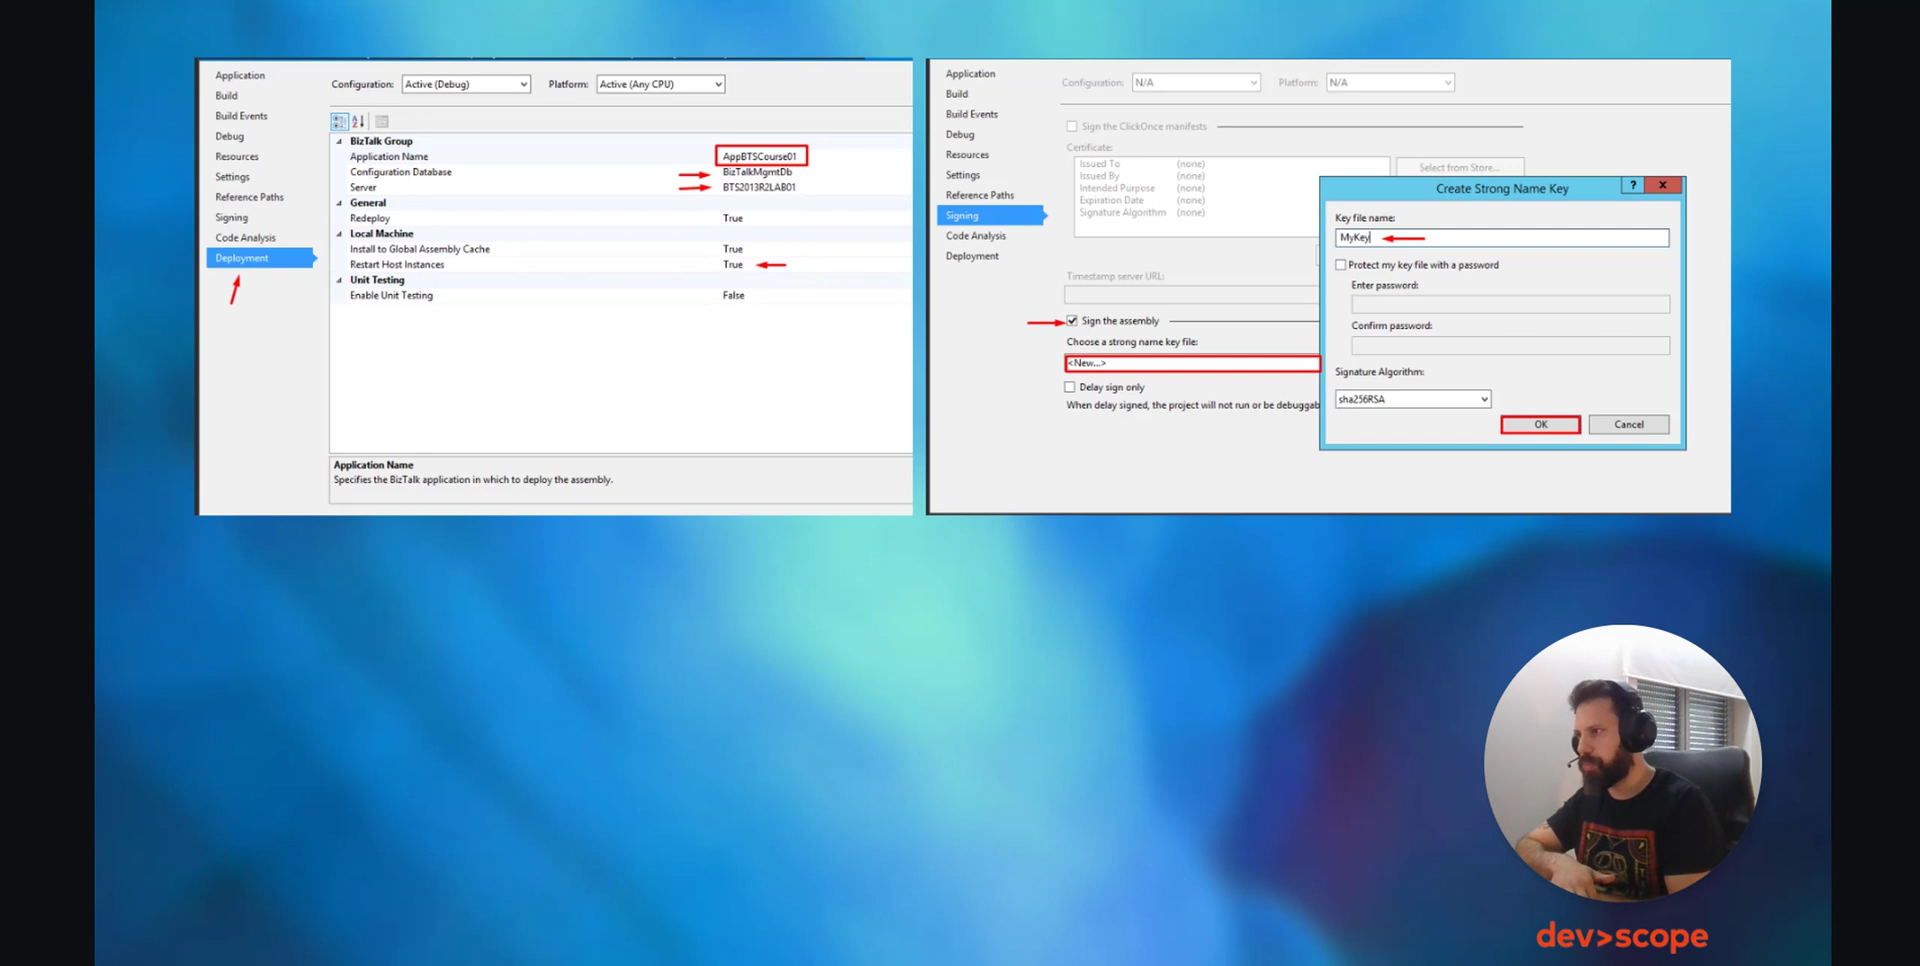 Application
Build
Build Events
Debug
Resources
Settings
Reference Paths
Signing
Code Analysis
Deployment
Configuration: Active (Debug) Platform: Active (Any CPU)
BizTalk Group
Application Name AppBTSCourse01
Configuration Database BizTalkMgmtDb
Server BTS2013R2LAB01
General
Redeploy True
Local Machine
Install to Global Assembly Cache True
Restart Host Instances True
Unit Testing
Enable Unit Testing False
Application Name
Specifies the BizTalk application in which to deploy the assembly.
Application
Build
Build Events
Debug
Resources
Settings
Reference Paths
Signing
Code Analysis
Deployment
Configuration: N/A Platform: N/A
Sign the ClickOnce manifests
Certificate:
Issued To (none)
Issued By (none)
Intended Purpose (none)
Expiration Date (none)
Signature Algorithm (none)
Select from Store...
Timestamp server URL:
Sign the assembly
Choose a strong name key file:
<New...>
Delay sign only
When delay signed, the project will not run or be debuggab
Create Strong Name Key
? X
Key file name:
MyKey
Protect my key file with a password
Enter password:
Confirm password:
Signature Algorithm:
sha256RSA
OK Cancel
dev>scope